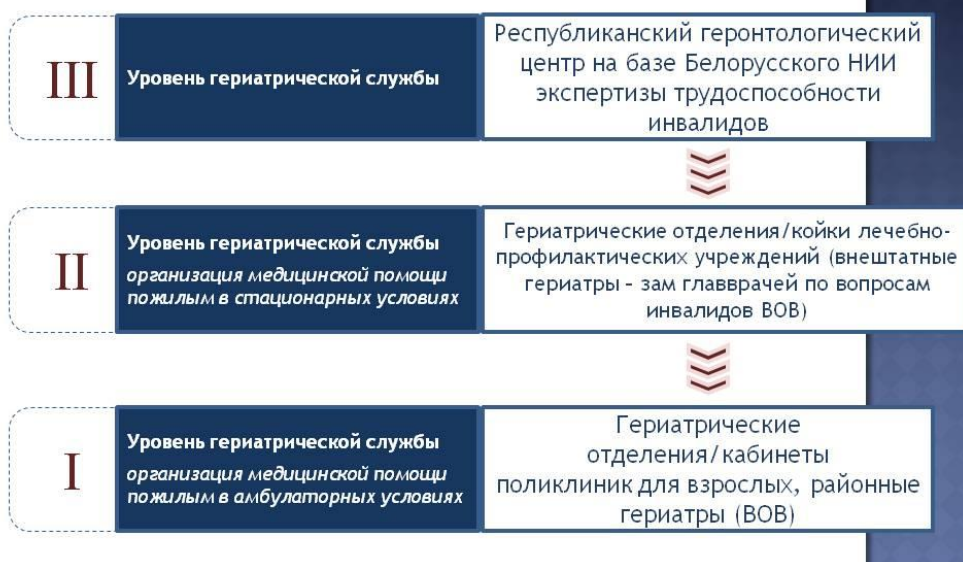 III
Уровень гериатрической службы
Республиканский геронтологический
центр на базе Белорусского НИИ
экспертизы трудоспособности
инвалидов
II
Уровень гериатрической службы
организация медицинской помощи
пожилым в стационарных условиях
Гериатрические отделения/койки лечебно-
профилактических учреждений (внештатные
гериатры - зам главврачей по вопросам
инвалидов ВОВ)
I
Уровень гериатрической службы
организация медицинской помощи
пожилым в амбулаторных условиях
Гериатрические
отделения/кабинеты
поликлиник для взрослых, районные
гериатры (ВОВ)